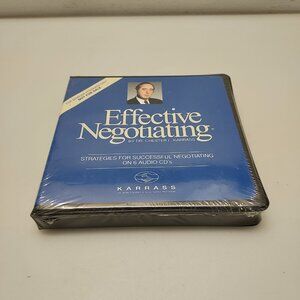 Effective
Negotiating®
BY DR. CHESTER L. KARRASS
STRATEGIES FOR SUCCESSFUL NEGOTIATING
ON 6 AUDIO CD's
KARRASS